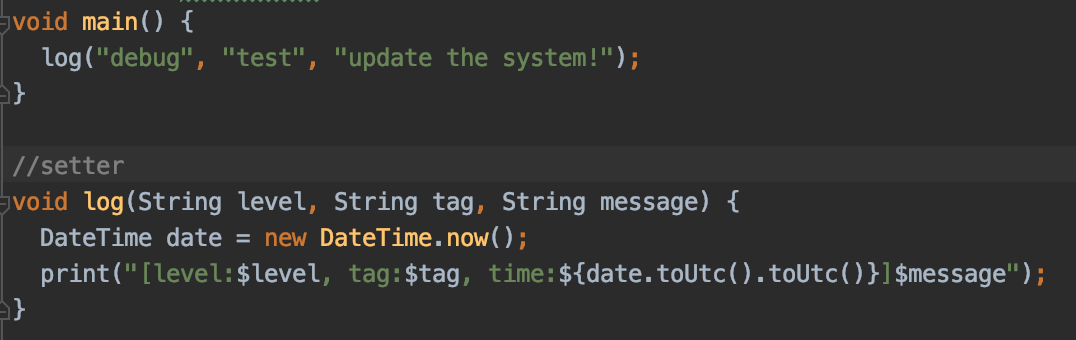 void main() {
  log("debug", "test", "update the system!");
}
//setter
void log(String level, String tag, String message) {
  DateTime date = new DateTime.now();
  print("[level:$level, tag:$tag, time:${date.toUtc().toUtc()}]$message");
}